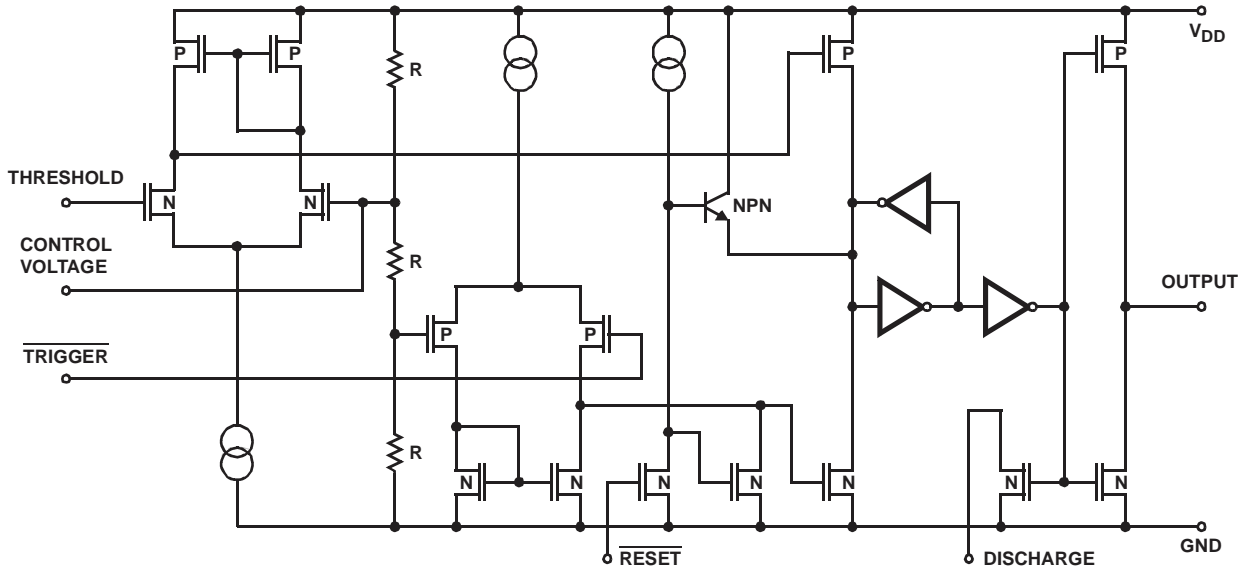 V_DD
P
P
R
P
P
THRESHOLD
N
N
NPN
CONTROL
VOLTAGE
R
OUTPUT
P
P
TRIGGER
R
N
N
N
N
N
N
N
GND
RESET
DISCHARGE